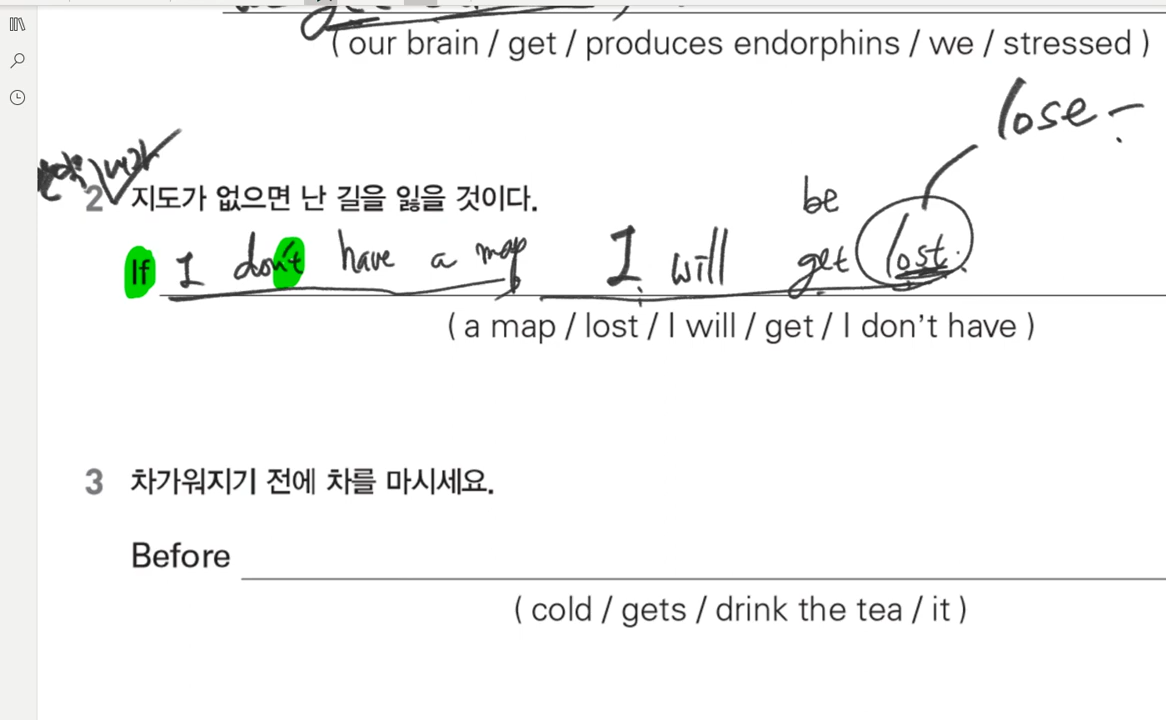 ( our brain / get / produces endorphins / we / stressed )
lose
2 지도가 없으면 난 길을 잃을 것이다.
be
If I don't have a map I will get lost.
( a map / lost / I will / get / I don’t have )
3 차가워지기 전에 차를 마시세요.
Before
( cold / gets / drink the tea / it )